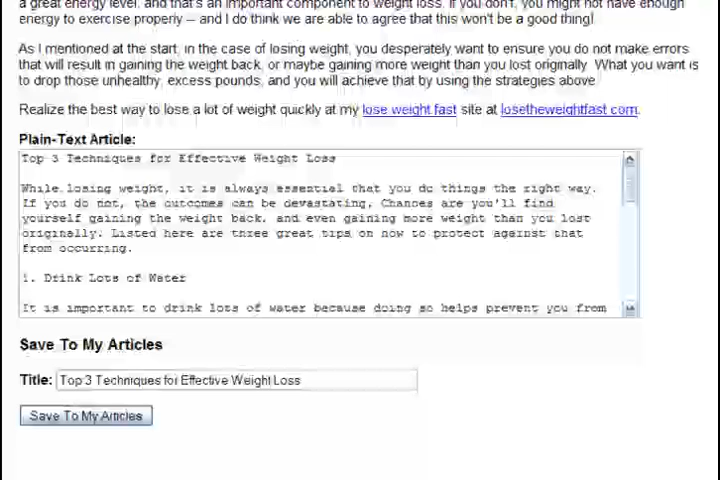 a great energy level, and that's an important component to weight loss. If you don't, you might not have enough
energy to exercise properly -- and I do think we are able to agree that this won't be a good thing!
As I mentioned at the start, in the case of losing weight, you desperately want to ensure you do not make errors
that will result in gaining the weight back, or maybe gaining more weight than you lost originally. What you want is
to drop those unhealthy, excess pounds, and you will achieve that by using the strategies above.
Realize the best way to lose a lot of weight quickly at my lose weight fast site at losetheweightfast.com.
Plain-Text Article:
Top 3 Techniques for Effective Weight Loss
While losing weight, it is always essential that you do things the right way.
If you do not, the outcomes can be devastating. Chances are you'll find
yourself gaining the weight back, and even gaining more weight than you lost
originally. Listed here are three great tips on how to protect against that
from occurring.
1. Drink Lots of Water
It is important to drink lots of water because doing so helps prevent you from
Save To My Articles
Title: Top 3 Techniques for Effective Weight Loss
Save To My Articles